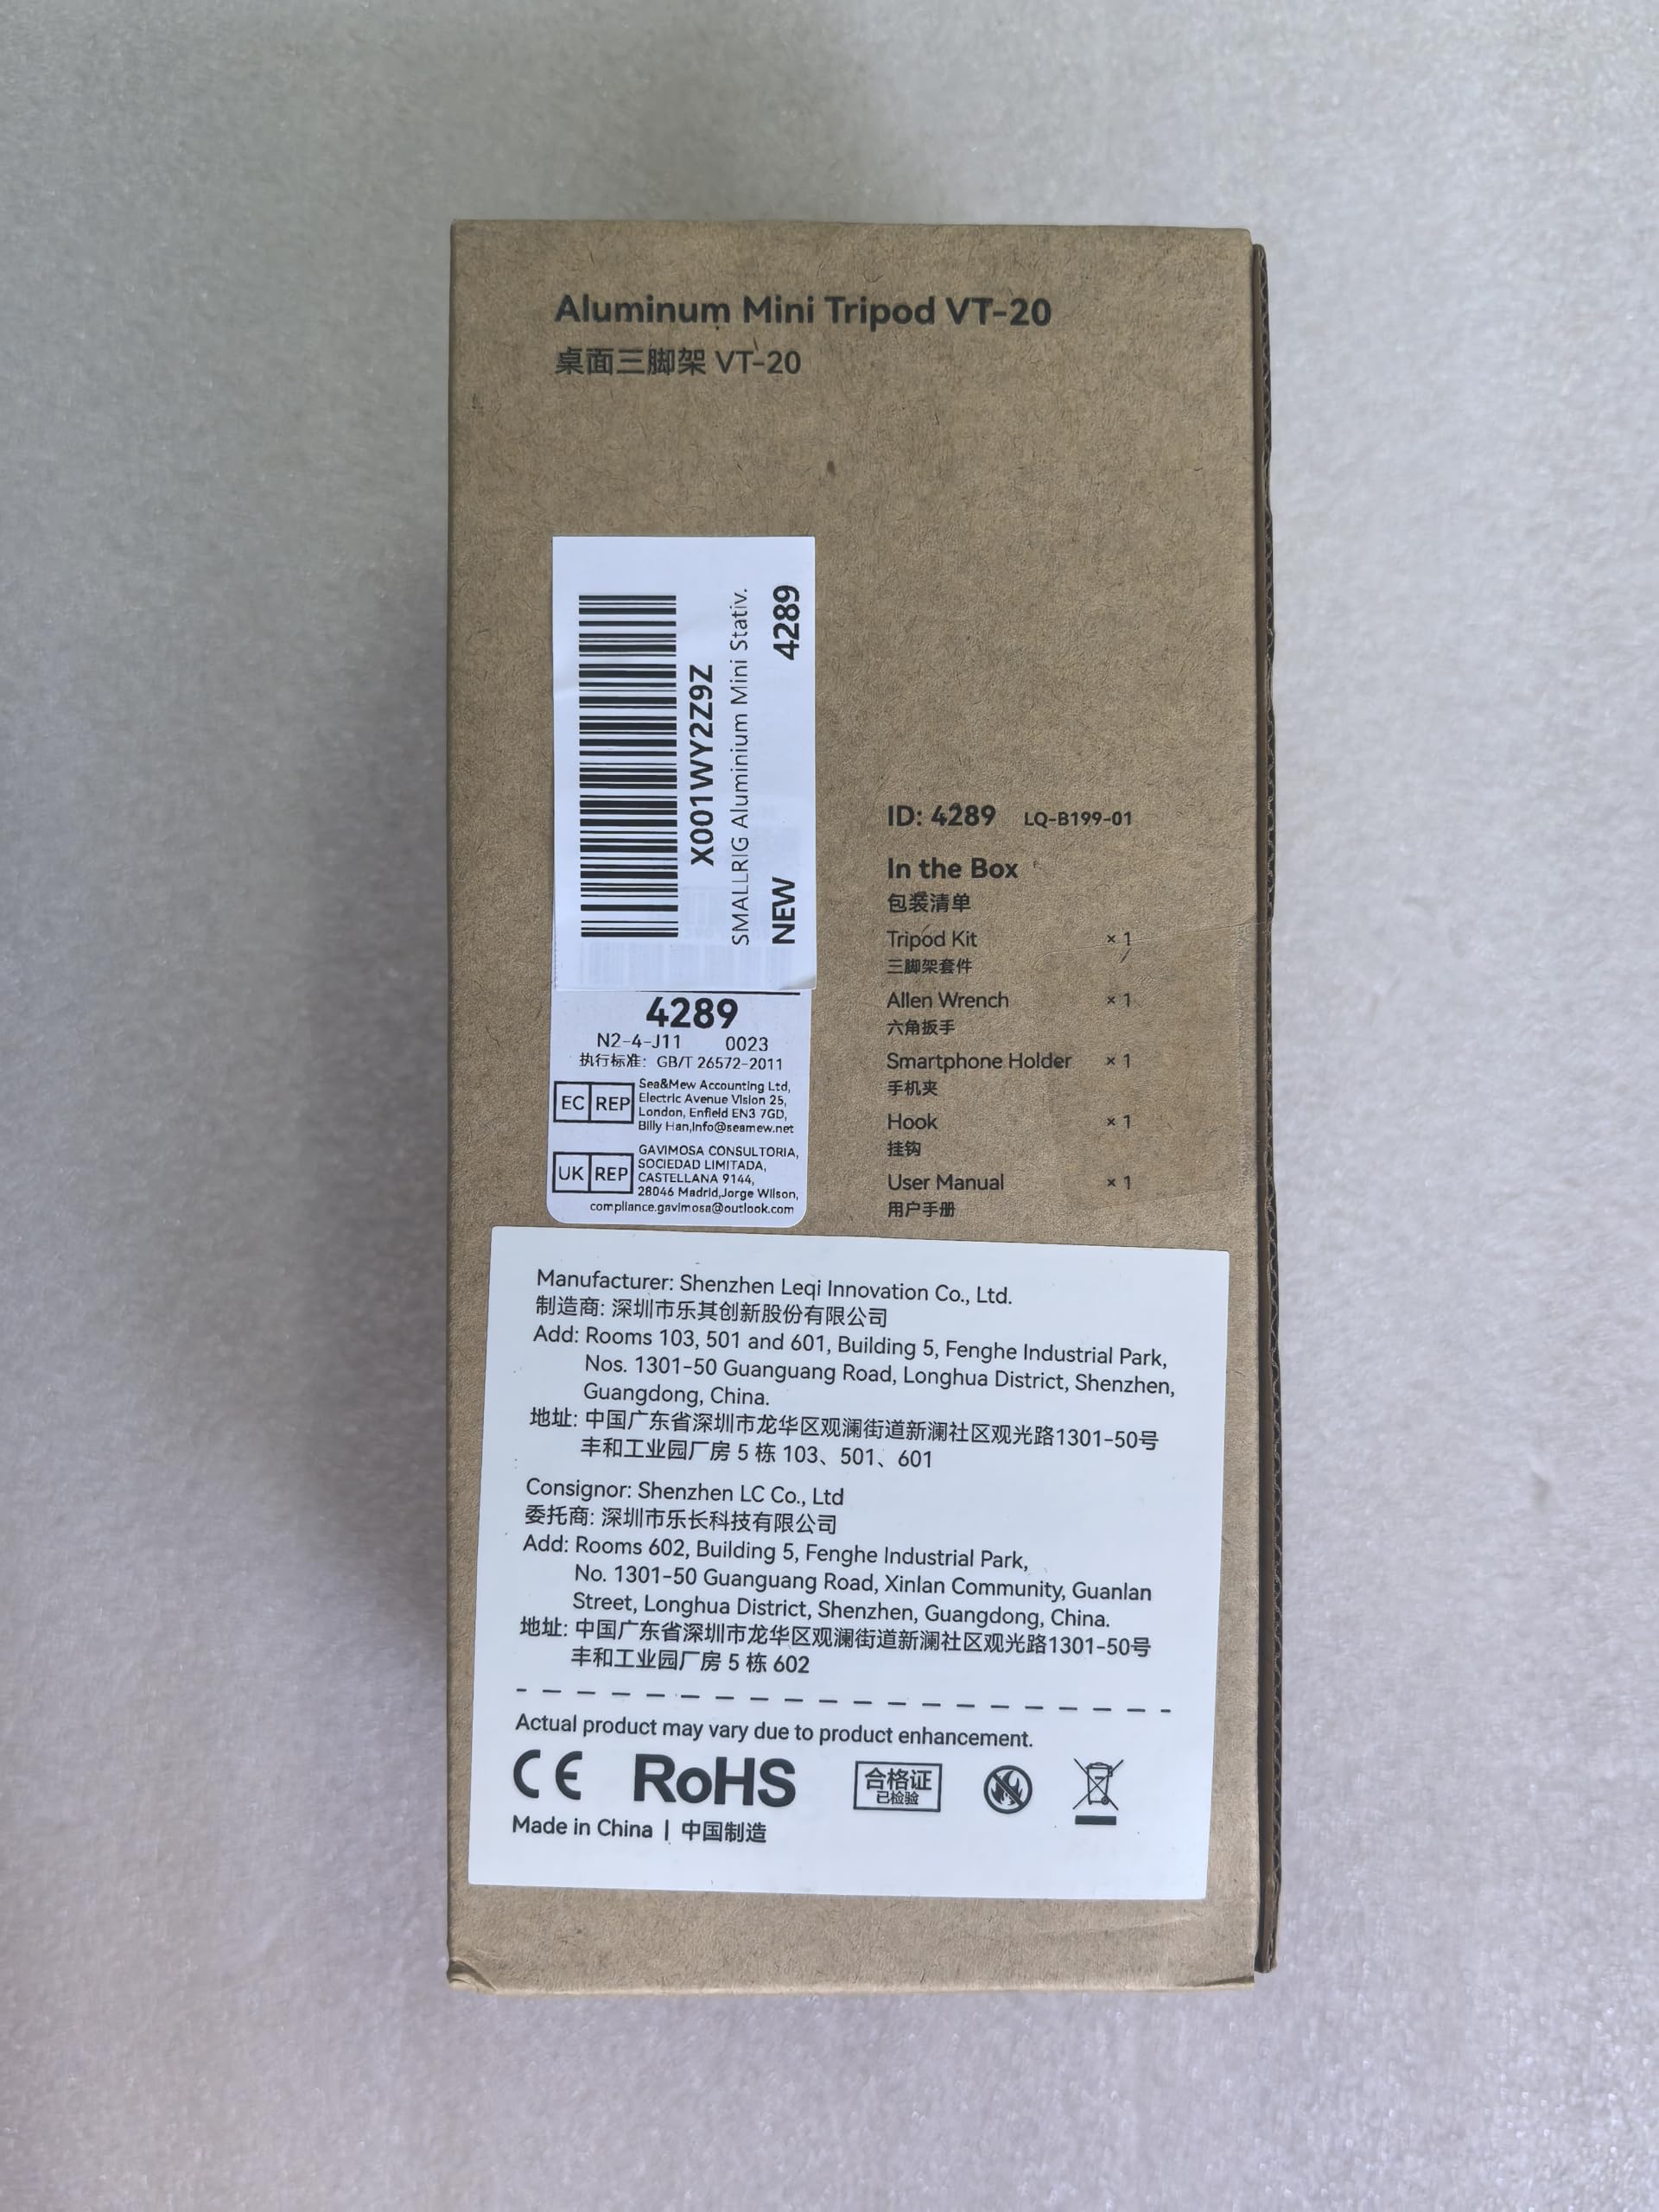 Aluminum Mini Tripod VT-20
桌面三脚架 VT-20
X001WY2Z9Z
SMALLRIG Aluminium Mini Stativ.
NEW 4289
4289
N2-4-J11 0023
执行标准: GB/T 26572-2011
EC REP
Sea&Mew Accounting Ltd,
Electric Avenue Vision 25,
London, Enfield EN3 7GD,
Billy Han,Info@seamew.net
UK REP
GAVIMOSA CONSULTORIA,
SOCIEDAD LIMITADA,
CASTELLANA 9144,
28046 Madrid,Jorge Wilson,
compliance.gavimosa@outlook.com
ID: 4289 LQ-B199-01
In the Box
包装清单
Tripod Kit × 1
三脚架套件
Allen Wrench × 1
六角扳手
Smartphone Holder × 1
手机夹
Hook × 1
挂钩
User Manual × 1
用户手册
Manufacturer: Shenzhen Leqi Innovation Co., Ltd.
制造商: 深圳市乐其创新股份有限公司
Add: Rooms 103, 501 and 601, Building 5, Fenghe Industrial Park,
Nos. 1301-50 Guanguang Road, Longhua District, Shenzhen,
Guangdong, China.
地址: 中国广东省深圳市龙华区观澜街道新澜社区观光路1301-50号
丰和工业园厂房 5 栋 103、501、601
Consignor: Shenzhen LC Co., Ltd
委托商: 深圳市乐长科技有限公司
Add: Rooms 602, Building 5, Fenghe Industrial Park,
No. 1301-50 Guanguang Road, Xinlan Community, Guanlan
Street, Longhua District, Shenzhen, Guangdong, China.
地址: 中国广东省深圳市龙华区观澜街道新澜社区观光路1301-50号
丰和工业园厂房 5 栋 602
Actual product may vary due to product enhancement.
CE RoHS 合格证
已检验
Made in China | 中国制造